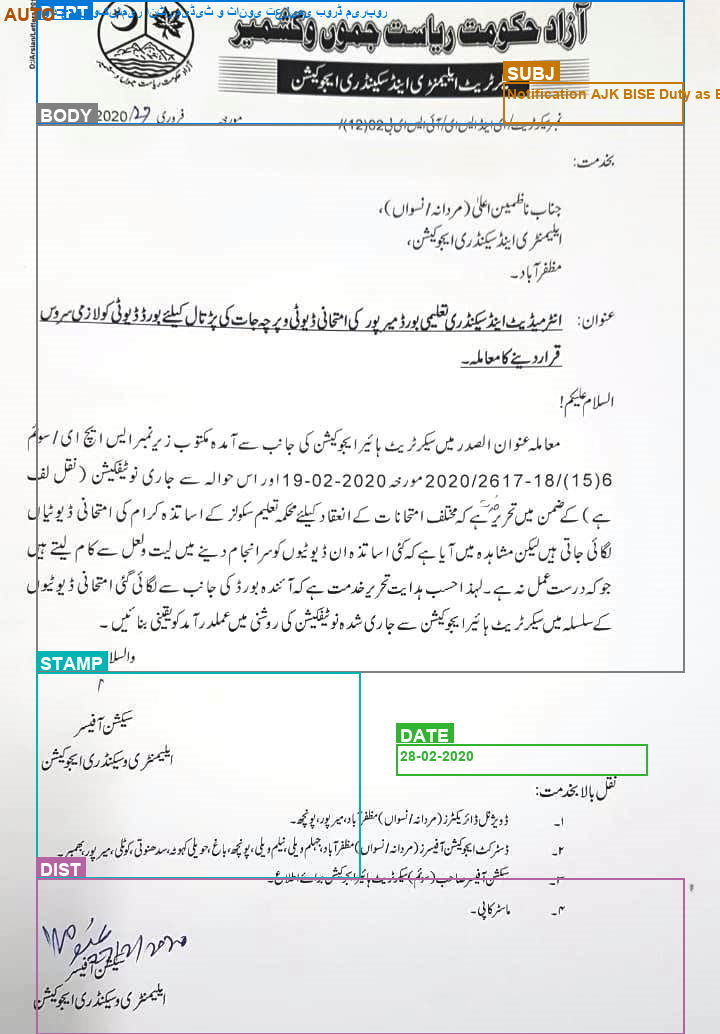 AUTO
DEPT
آزاد حکومت ریاست جموں وکشمیر
سیکرٹریٹ ایلیمنٹری اینڈ سیکنڈری ایجوکیشن
SUBJ
Notification AJK BISE Duty as
BODY
مورخہ 27 فروری 2020
بخدمت:
جناب ناظمین اعلیٰ (مردانہ/نسواں)،
ایلیمنٹری اینڈ سیکنڈری ایجوکیشن،
مظفرآباد۔
عنوان: انٹرمیڈیٹ اینڈ سیکنڈری تعلیمی بورڈ میرپور کی امتحانی ڈیوٹی و پرچہ جات کی پڑتال کیلئے بورڈ ڈیوٹی کو لازمی سروس
قرار دینے کا معاملہ۔
السلام علیکم!
معاملہ عنوان الصدر میں سیکرٹریٹ ہائیر ایجوکیشن کی جانب سے آمدہ مکتوب زیر نمبر ایس ایچ ای/سوئم
6(15)/2020/2617-18 مورخہ 2020-02-19 اور اس حوالہ سے جاری نوٹیفکیشن (نقل لف
ہے) کے ضمن میں تحریر ہے کہ مختلف امتحانات کے انعقاد کیلئے محکمہ تعلیم سکولز کے اساتذہ کرام کی امتحانی ڈیوٹیاں
لگائی جاتی ہیں لیکن مشاہدہ میں آیا ہے کہ کئی اساتذہ ان ڈیوٹیوں کو سرانجام دینے میں لیت ولعل سے کام لیتے ہیں
جو کہ درست عمل نہ ہے۔ لہذا حسب ہدایت تحریر خدمت ہے کہ آئندہ بورڈ کی جانب سے لگائی گئی امتحانی ڈیوٹیوں
کے سلسلہ میں سیکرٹریٹ ہائیر ایجوکیشن سے جاری شدہ نوٹیفکیشن کی روشنی میں عملدرآمد کو یقینی بنائیں۔
والسلا
STAMP
سیکشن آفیسر
ایلیمنٹری و سیکنڈری ایجوکیشن
DATE
28-02-2020
نقل بالا بخدمت:
۱۔ ڈویژنل ڈائریکٹرز (مردانہ/نسواں) مظفرآباد، میرپور، پونچھ۔
۲۔ ڈسٹرکٹ ایجوکیشن آفیسرز (مردانہ/نسواں) مظفرآباد، جہلم ویلی، نیلم ویلی، پونچھ، باغ، حویلی کہوٹہ، سدھنوتی، کوٹلی، میرپور، بھمبر۔
۳۔ سیکشن آفیسر صاحب (سوئم) سیکرٹریٹ ہائیر ایجوکیشن برائے اطلاع۔
DIST
۴۔ ماسٹر کاپی۔
سیکشن آفیسر
ایلیمنٹری و سیکنڈری ایجوکیشن